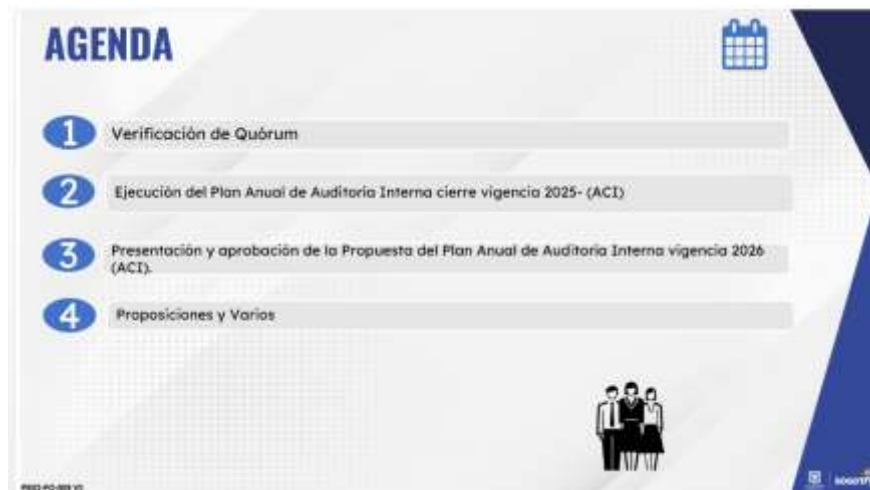 AGENDA
1
Verificación de Quórum
2
Ejecución del Plan Anual de Auditoría Interna cierre vigencia 2025- (ACI)
3
Presentación y aprobación de la Propuesta del Plan Anual de Auditoría Interna vigencia 2026
(ACI).
4
Proposiciones y Varios
BOGOTÁ